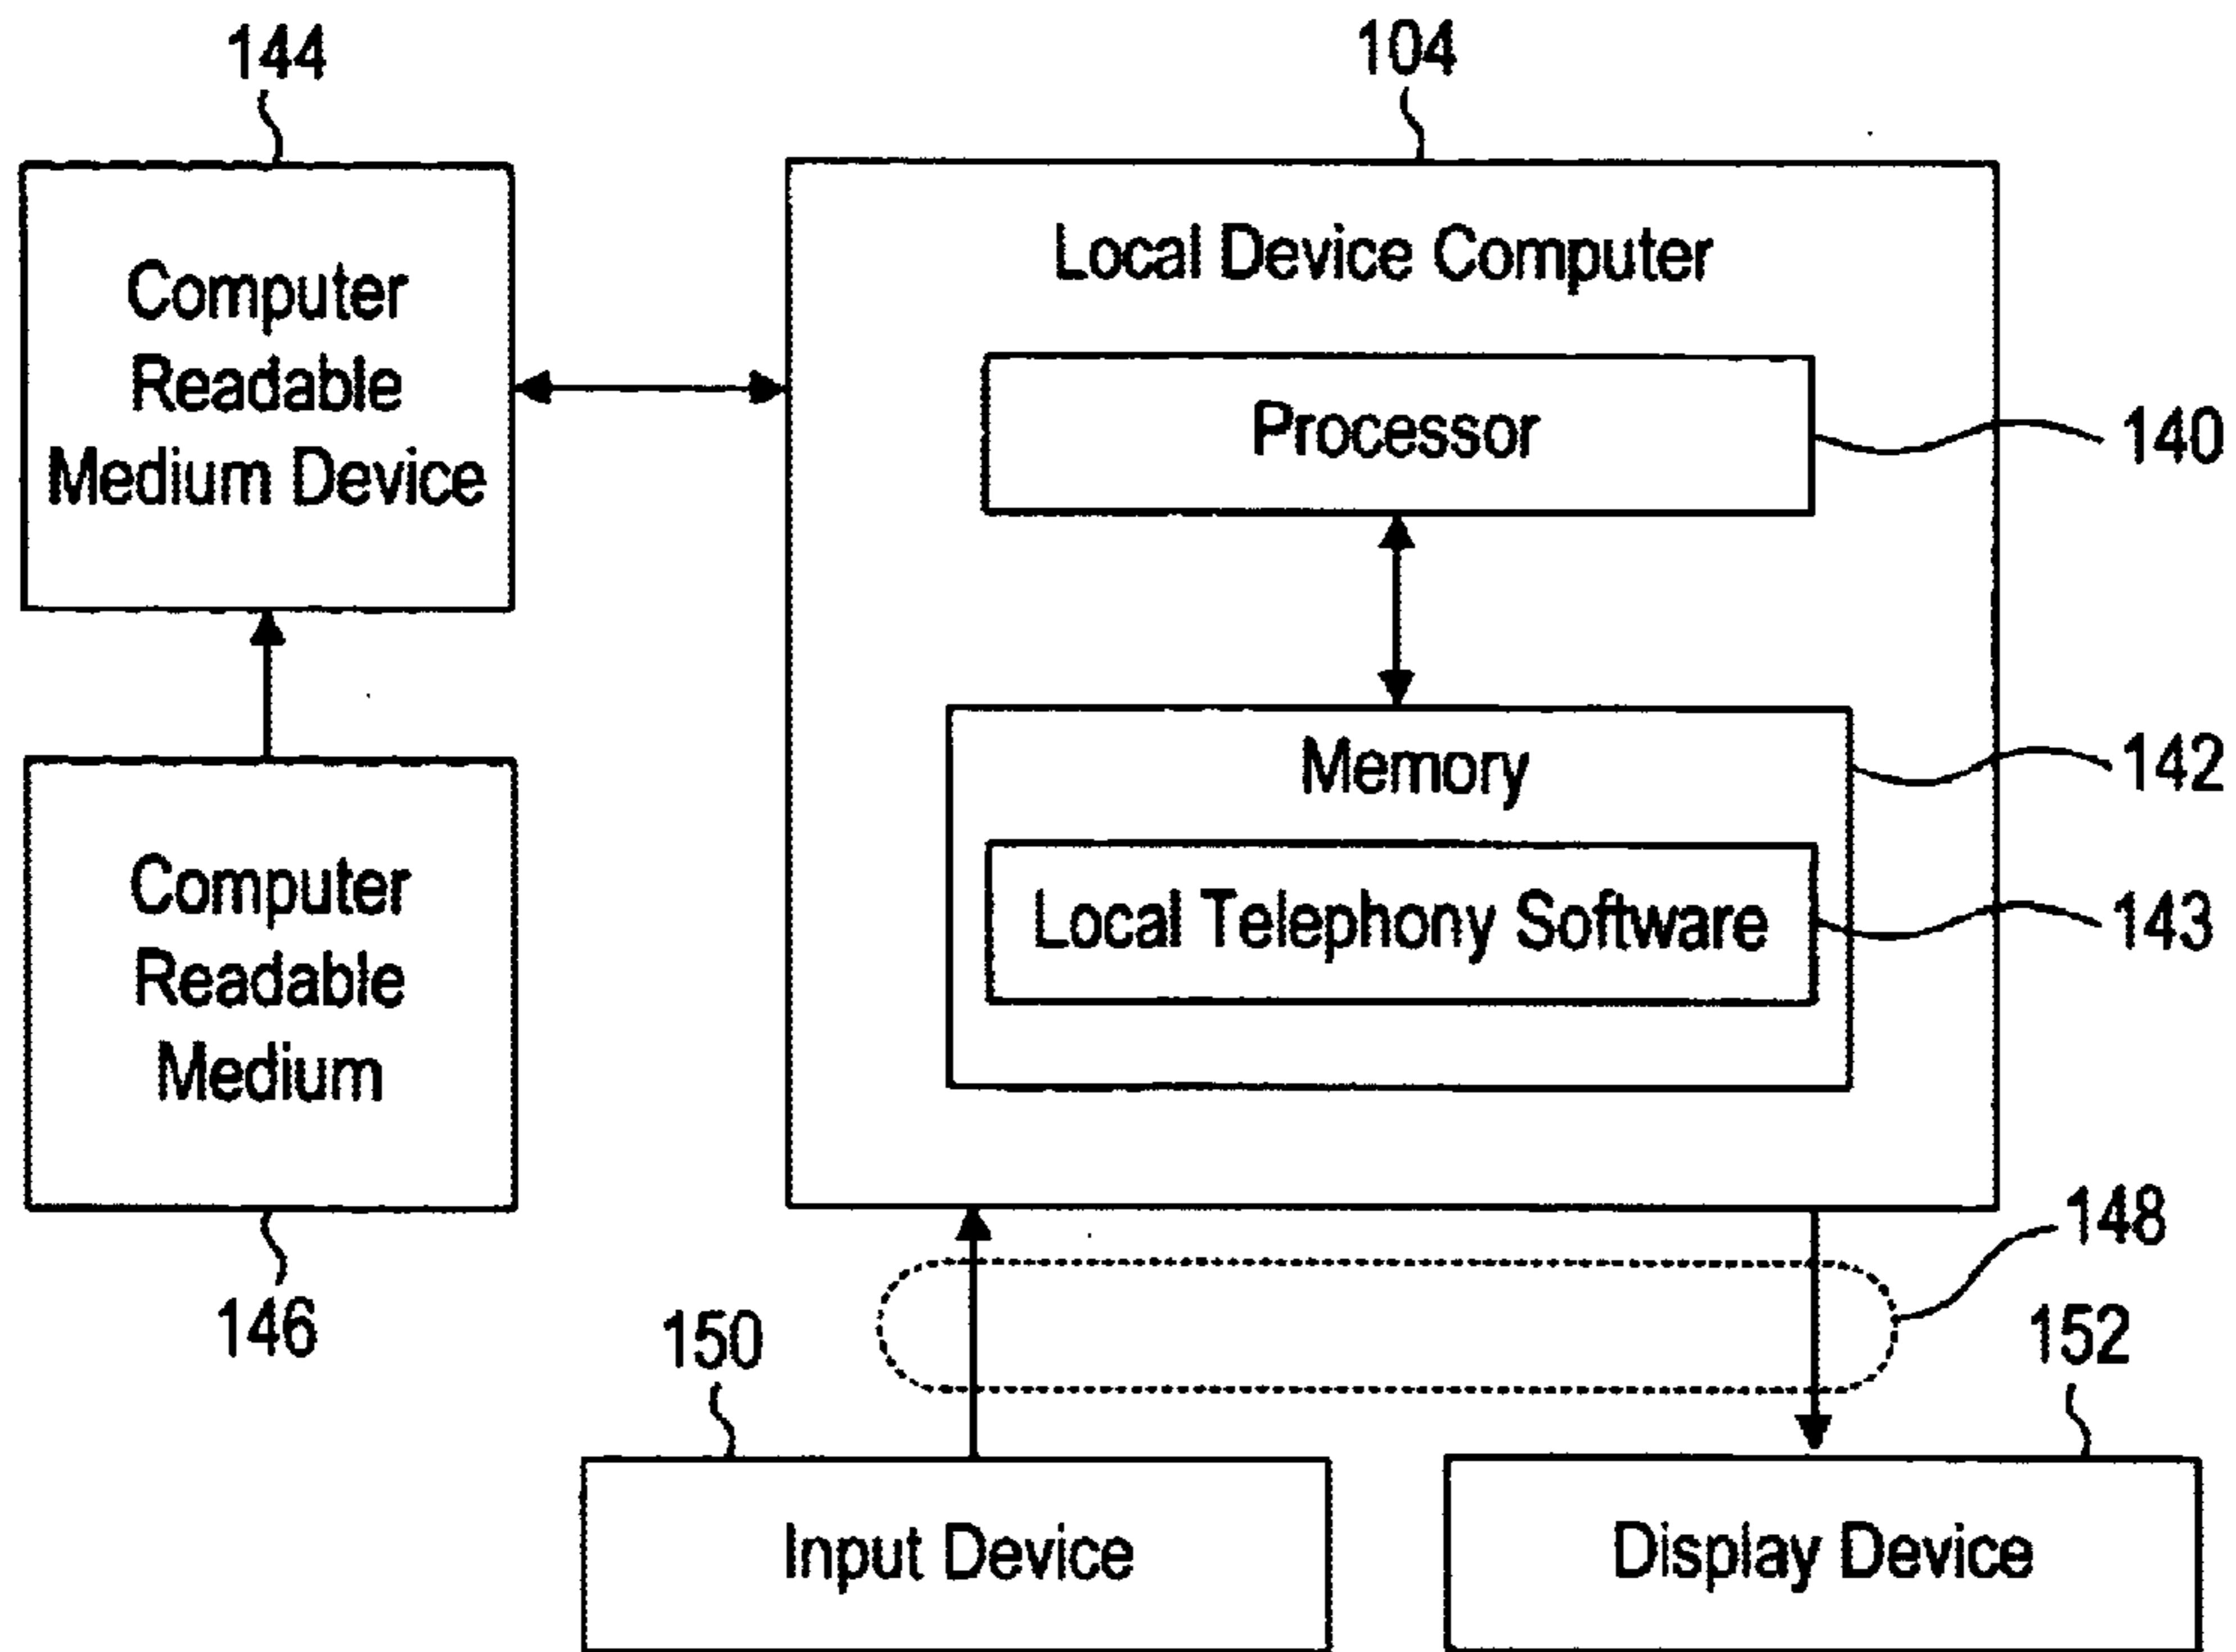 144
104
Computer
Readable
Medium Device
Local Device Computer
Processor
140
Memory
142
Local Telephony Software
143
Computer
Readable
Medium
146
148
150
152
Input Device
Display Device